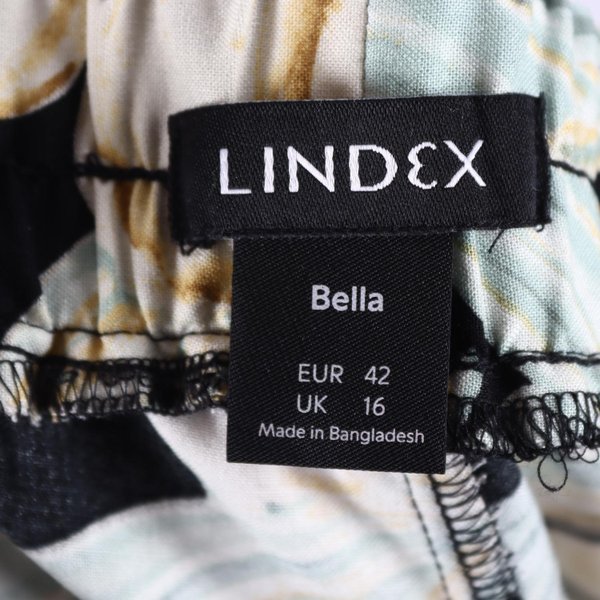 LINDEX
Bella
EUR 42
UK 16
Made in Bangladesh